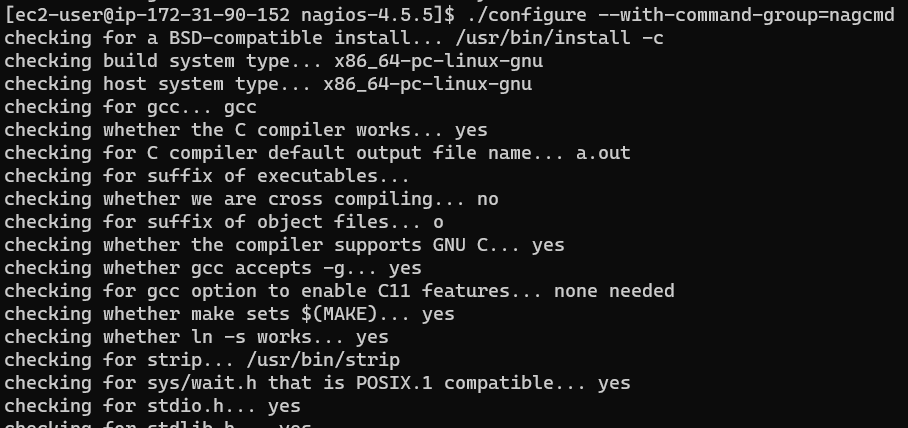 [ec2-user@ip-172-31-90-152 nagios-4.5.5]$ ./configure --with-command-group=nagcmd
checking for a BSD-compatible install... /usr/bin/install -c
checking build system type... x86_64-pc-linux-gnu
checking host system type... x86_64-pc-linux-gnu
checking for gcc... gcc
checking whether the C compiler works... yes
checking for C compiler default output file name... a.out
checking for suffix of executables...
checking whether we are cross compiling... no
checking for suffix of object files... o
checking whether the compiler supports GNU C... yes
checking whether gcc accepts -g... yes
checking for gcc option to enable C11 features... none needed
checking whether make sets $(MAKE)... yes
checking whether ln -s works... yes
checking for strip... /usr/bin/strip
checking for sys/wait.h that is POSIX.1 compatible... yes
checking for stdio.h... yes
checking for stdlib.h... yes